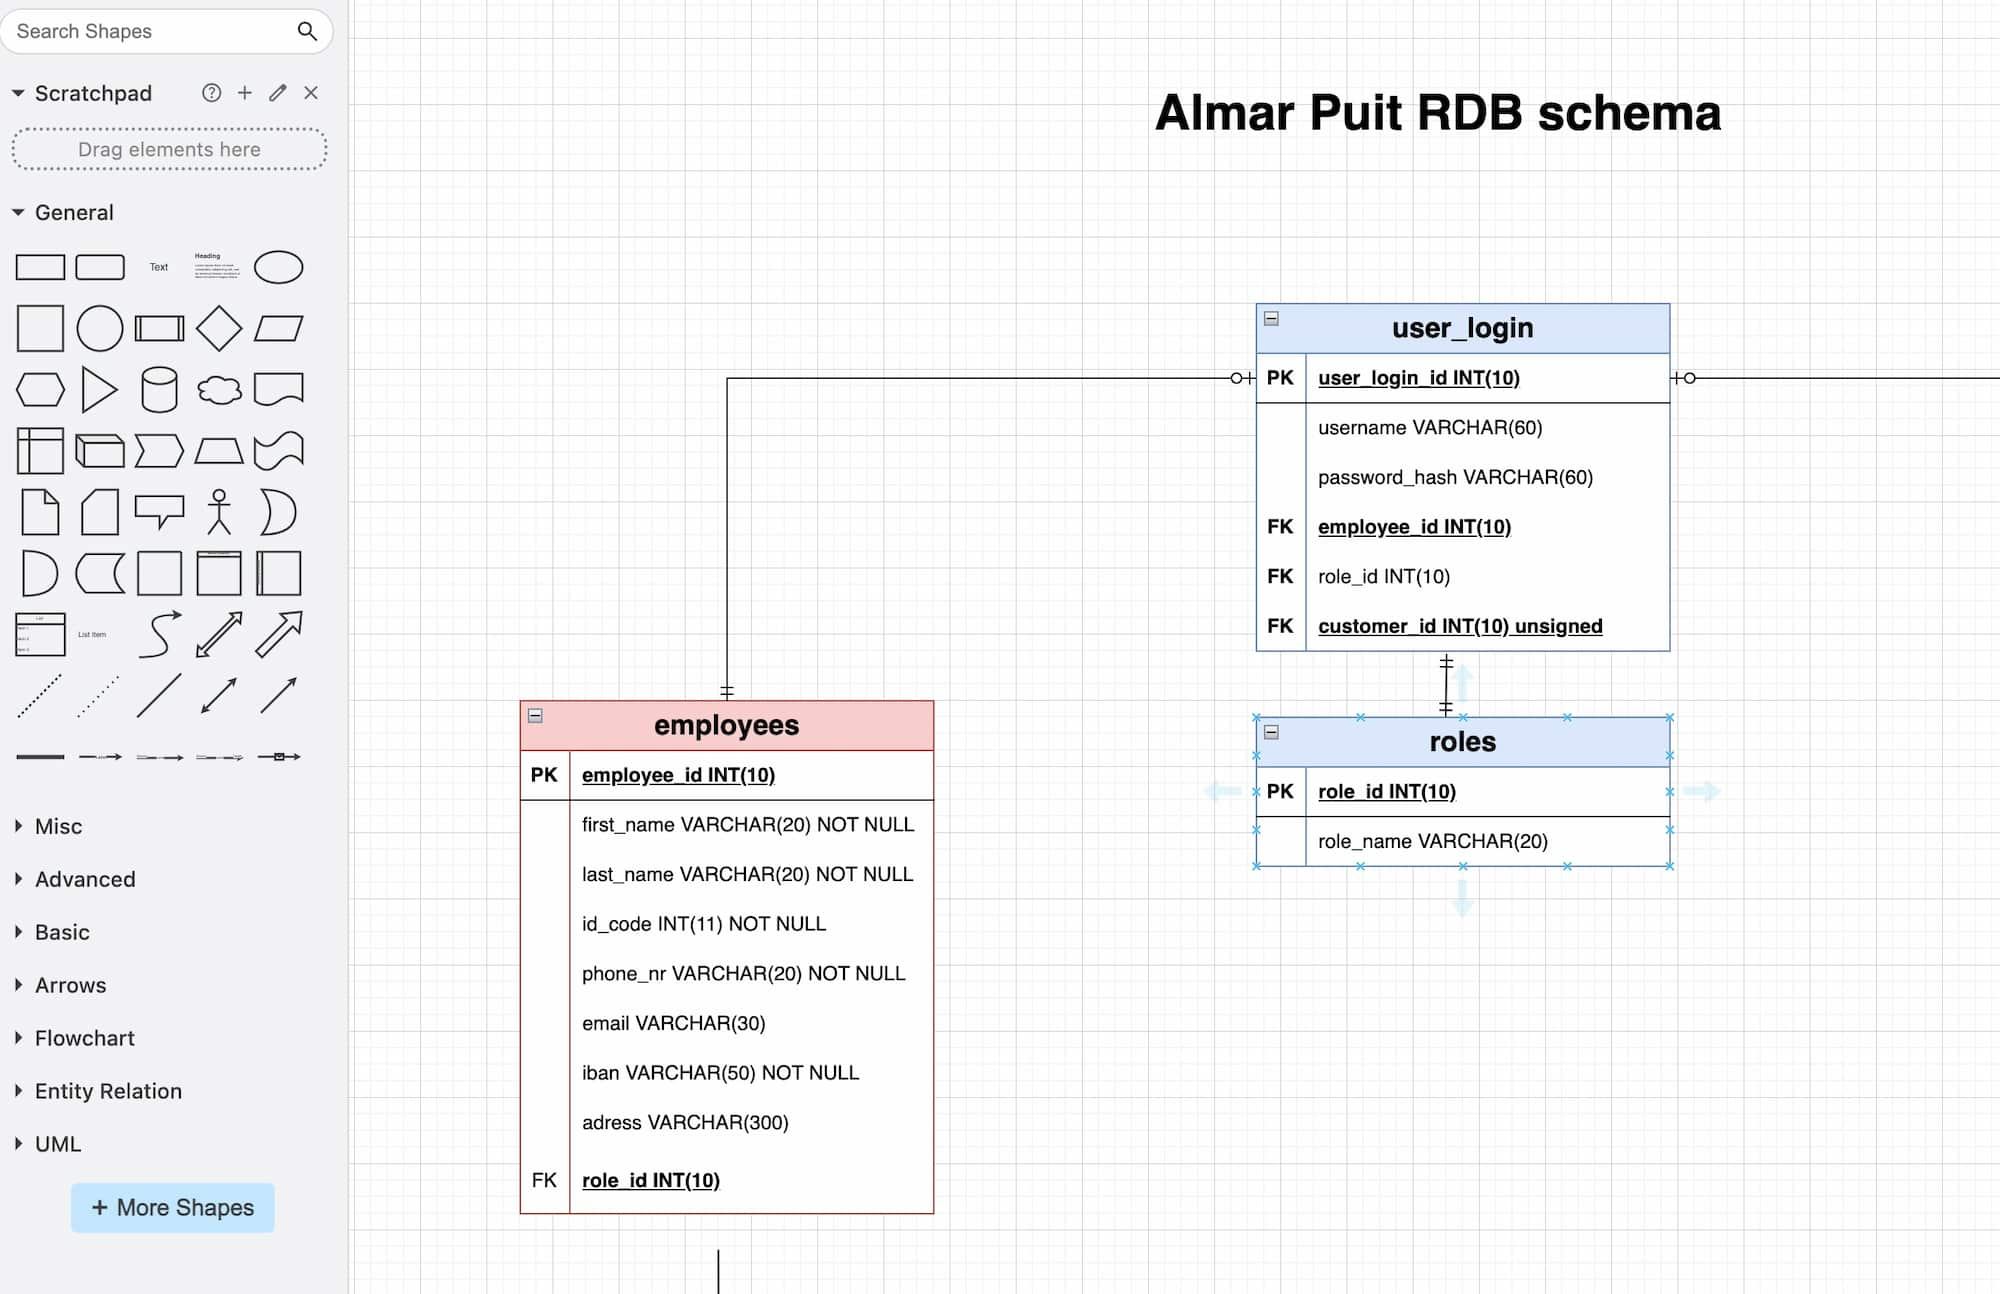 Search Shapes
Scratchpad
Drag elements here
General
Text
Heading
List
List Item
Misc
Advanced
Basic
Arrows
Flowchart
Entity Relation
UML
+ More Shapes
Almar Puit RDB schema
user_login
PK user_login_id INT(10)
username VARCHAR(60)
password_hash VARCHAR(60)
FK employee_id INT(10)
FK role_id INT(10)
FK customer_id INT(10) unsigned
employees
PK employee_id INT(10)
first_name VARCHAR(20) NOT NULL
last_name VARCHAR(20) NOT NULL
id_code INT(11) NOT NULL
phone_nr VARCHAR(20) NOT NULL
email VARCHAR(30)
iban VARCHAR(50) NOT NULL
adress VARCHAR(300)
FK role_id INT(10)
roles
PK role_id INT(10)
role_name VARCHAR(20)